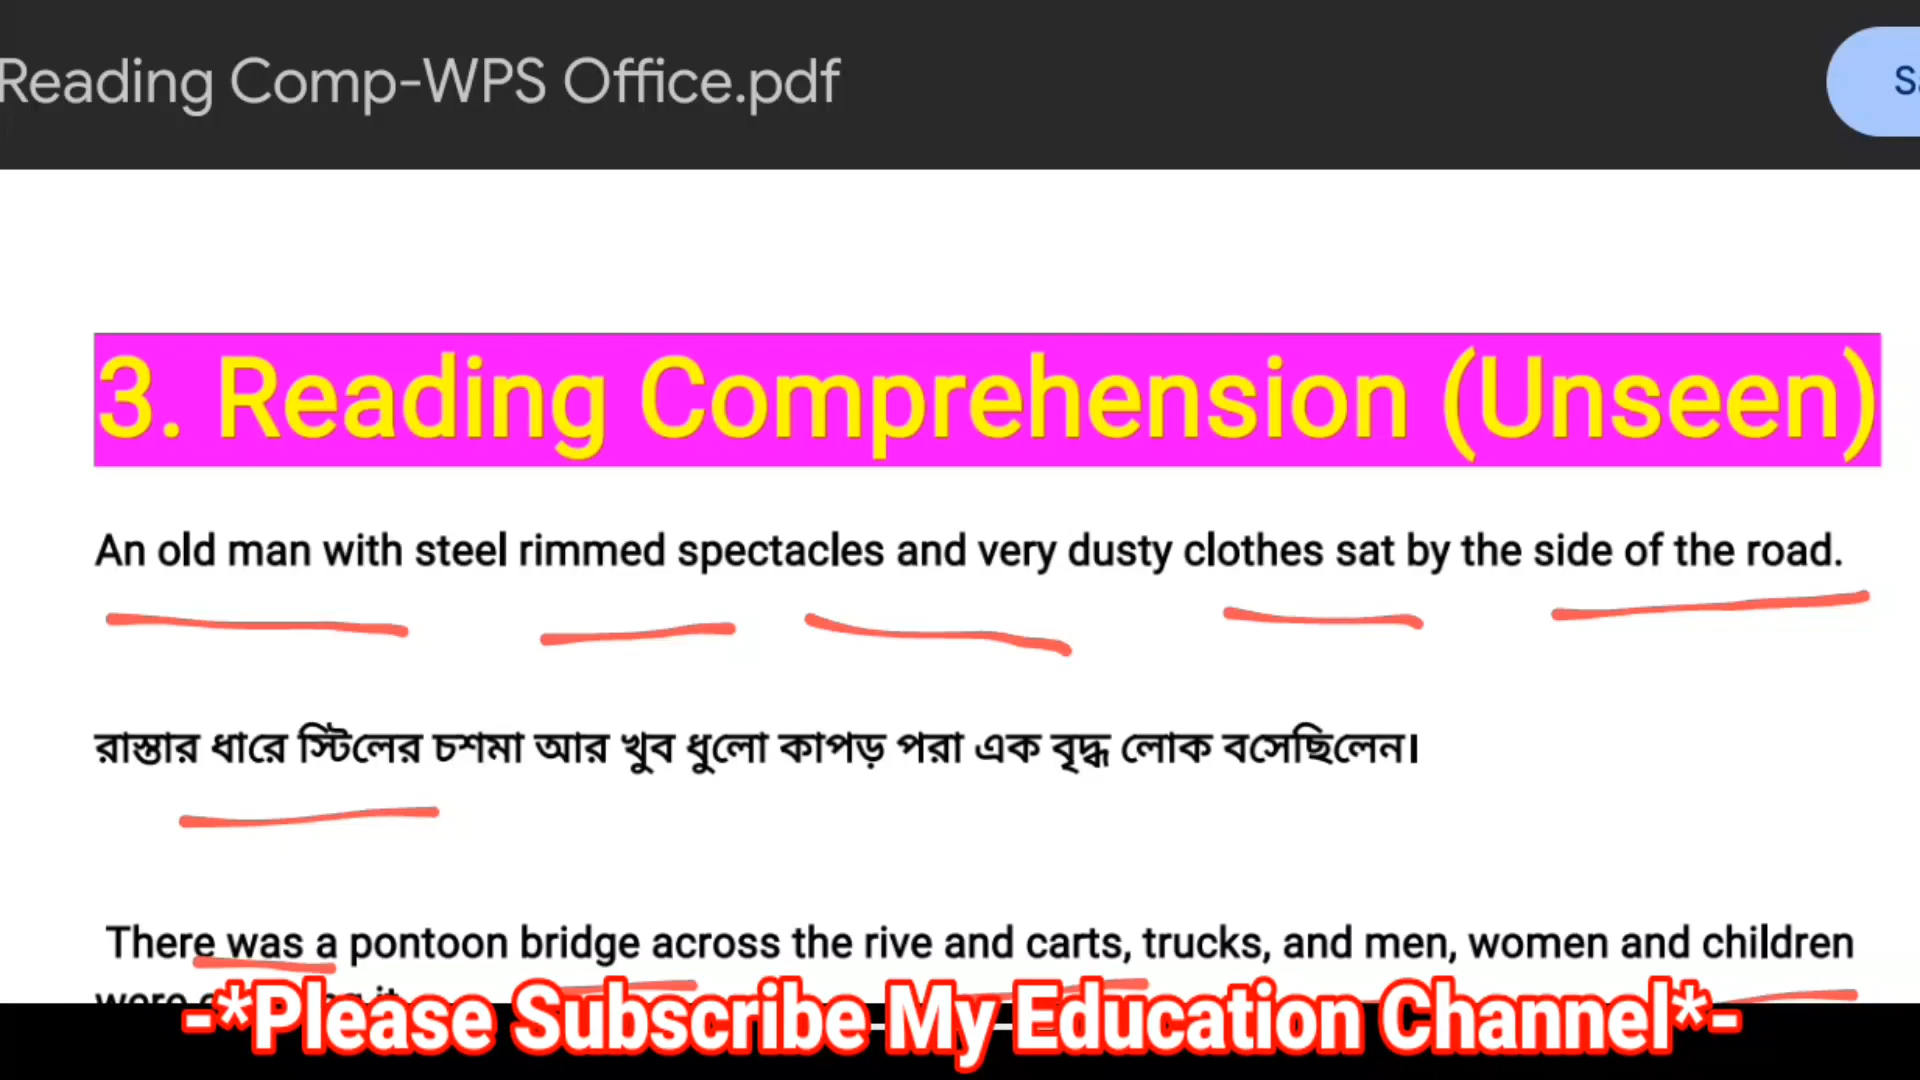 Reading Comp-WPS Office.pdf
3. Reading Comprehension (Unseen)
An old man with steel rimmed spectacles and very dusty clothes sat by the side of the road.
রাস্তার ধারে স্টিলের চশমা আর খুব ধুলো কাপড় পরা এক বৃদ্ধ লোক বসেছিলেন।
There was a pontoon bridge across the rive and carts, trucks, and men, women and children
were
-*Please Subscribe My Education Channel*-